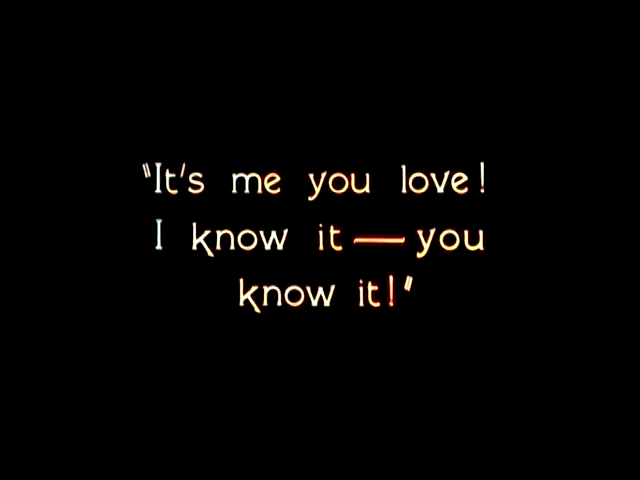 "It's me you love!
I know it — you
know it!"